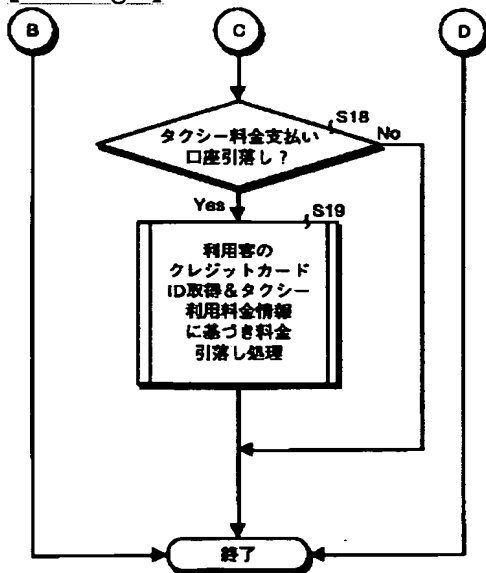 B
C
D
S18
タクシー料金支払い
口座引落し?
No
Yes
S19
利用客の
クレジットカード
ID取得&タクシー
利用料金情報
に基づき料金
引落し処理
終了